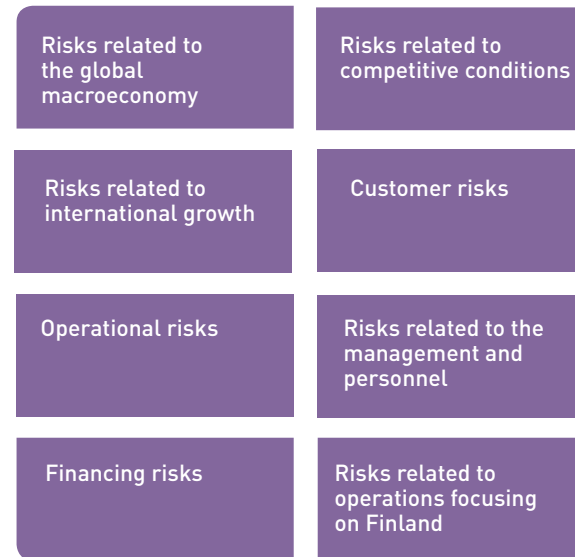 Risks related to
the global
macroeconomy
Risks related to
competitive conditions
Risks related to
international growth
Customer risks
Operational risks
Risks related to the
management and
personnel
Financing risks
Risks related to
operations focusing
on Finland